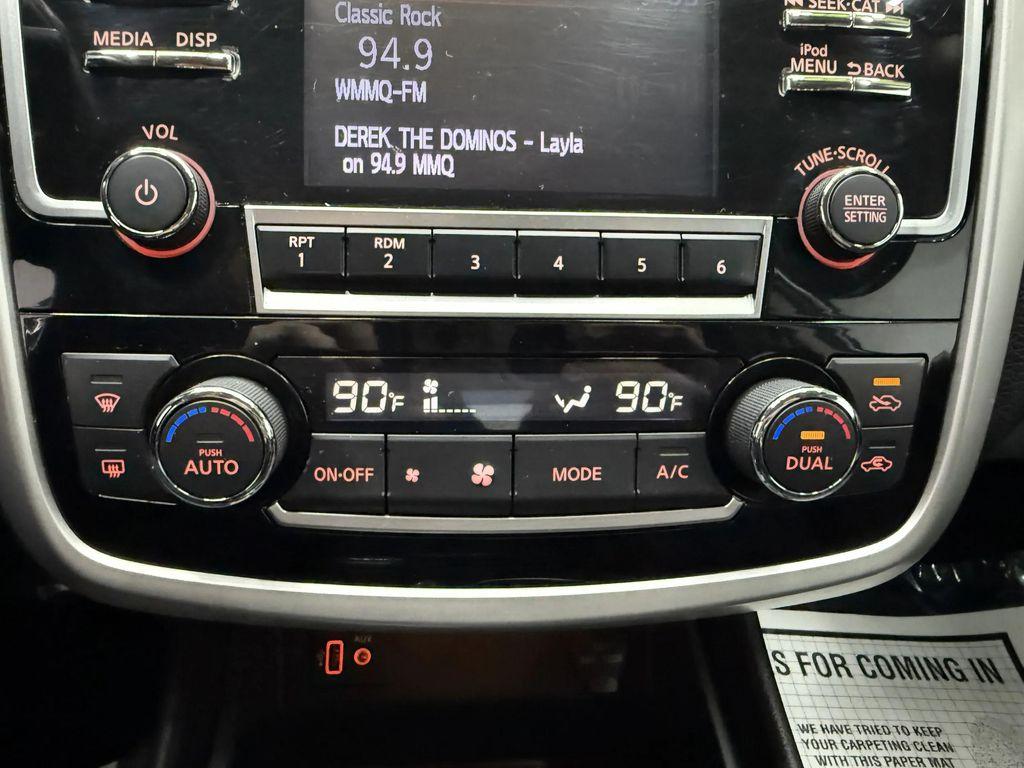 Classic Rock
SEEK·CAT
MEDIA DISP
94.9
iPod
MENU BACK
WMMQ-FM
VOL
DEREK THE DOMINOS - Layla
on 94.9 MMQ
TUNE·SCROLL
ENTER
SETTING
RPT RDM
1 2 3 4 5 6
90°F 90°F
PUSH
AUTO
ON·OFF
MODE
A/C
PUSH
DUAL
AUX
S FOR COMING IN
WE HAVE TRIED TO KEEP
YOUR CARPETING CLEAN
WITH THIS PAPER MAT